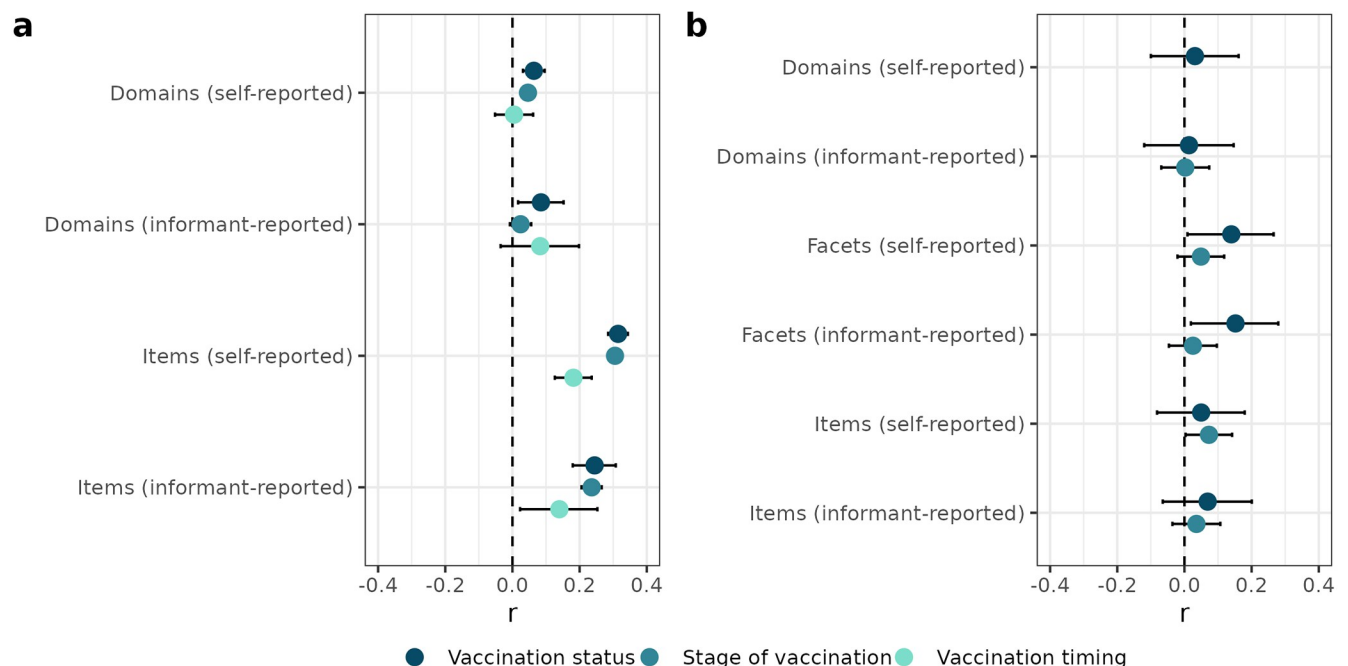 a
Domains (self-reported)
Domains (informant-reported)
Items (self-reported)
Items (informant-reported)
-0.4 -0.2 0.0 0.2 0.4
r
b
Domains (self-reported)
Domains (informant-reported)
Facets (self-reported)
Facets (informant-reported)
Items (self-reported)
Items (informant-reported)
-0.4 -0.2 0.0 0.2 0.4
r
Vaccination status Stage of vaccination Vaccination timing